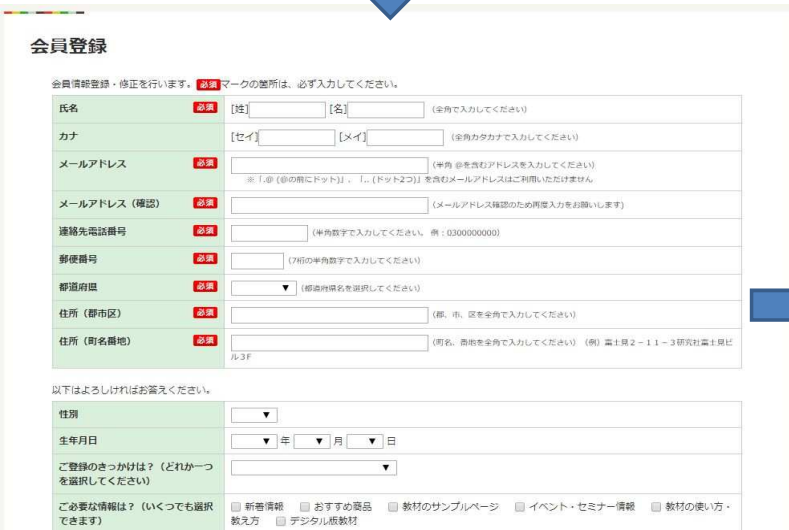 会員登録
会員情報登録・修正を行います。必須マークの箇所は、必ず入力してください。
氏名 必須 [姓] [名] (全角で入力してください)
カナ [セイ] [メイ] (全角カタカナで入力してください)
メールアドレス 必須 (半角 @を含むアドレスを入力してください)
※「.@ (@の前にドット)」、「.. (ドット2つ)」を含むメールアドレスはご利用いただけません
メールアドレス（確認） 必須 (メールアドレス確認のため再度入力をお願いします)
連絡先電話番号 必須 (半角数字で入力してください。 例：0300000000)
郵便番号 必須 (7桁の半角数字で入力してください)
都道府県 必須 ▼ (都道府県名を選択してください)
住所（郡市区） 必須 (郡、市、区を全角で入力してください)
住所（町名番地） 必須 (町名、番地を全角で入力してください) (例) 富士見２－１１－３研究社富士見ビ
ル３F
以下はよろしければお答えください。
性別 ▼
生年月日 ▼ 年 ▼ 月 ▼ 日
ご登録のきっかけは？（どれか一つ
を選択してください） ▼
ご必要な情報は？（いくつでも選択
できます）
新着情報 おすすめ商品 教材のサンプルページ イベント・セミナー情報 教材の使い方・
教え方 デジタル版教材